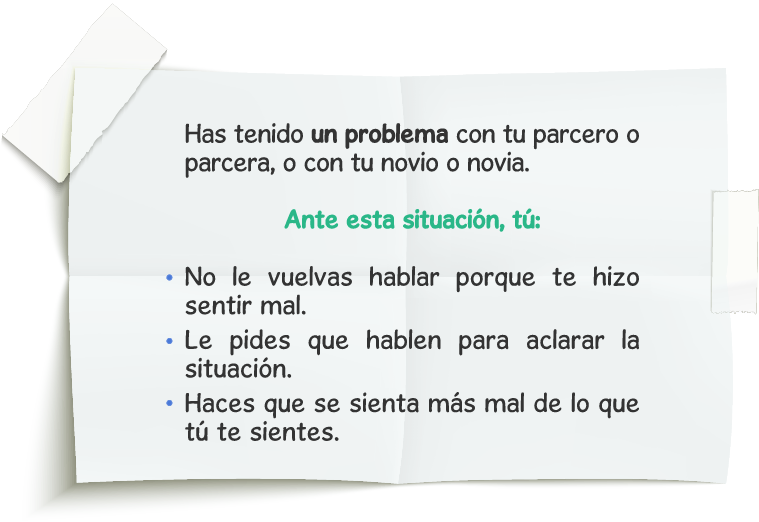 Has tenido un problema con tu parcero o
parcera, o con tu novio o novia.
Ante esta situación, tú:
• No le vuelvas hablar porque te hizo
sentir mal.
• Le pides que hablen para aclarar la
situación.
• Haces que se sienta más mal de lo que
tú te sientes.